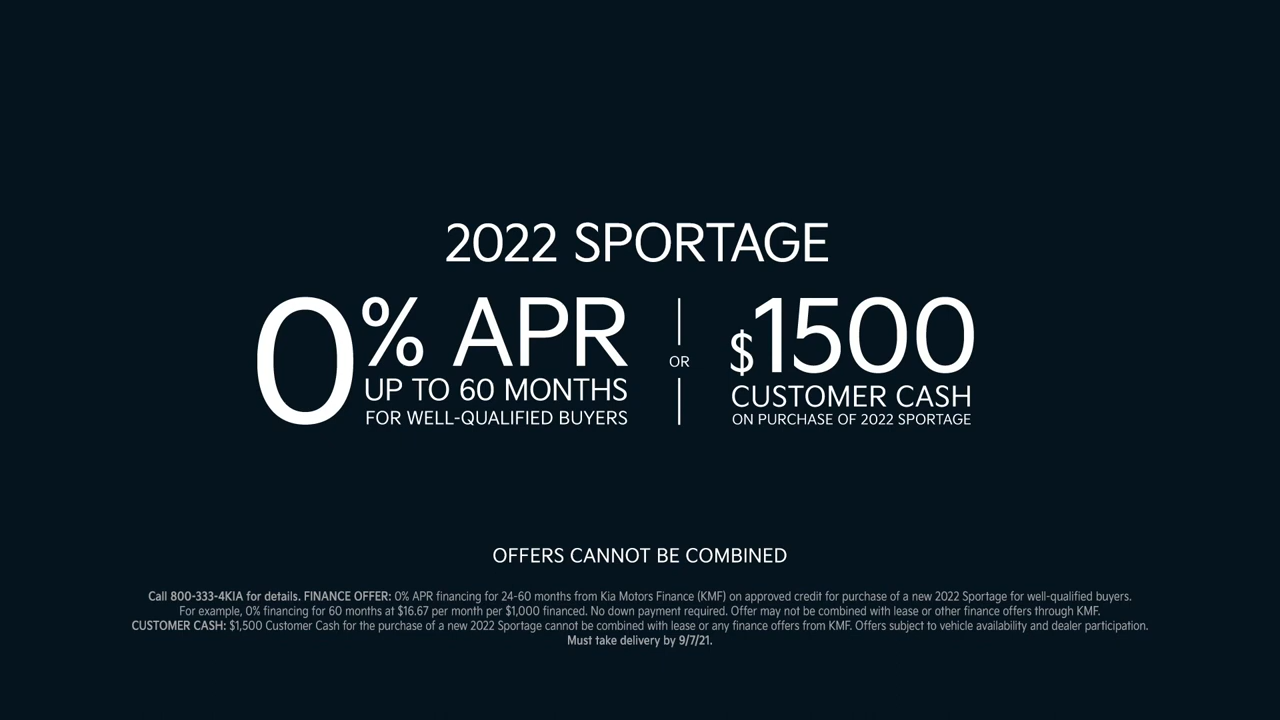 2022 SPORTAGE
0% APR
UP TO 60 MONTHS
FOR WELL-QUALIFIED BUYERS
OR
$1500
CUSTOMER CASH
ON PURCHASE OF 2022 SPORTAGE
OFFERS CANNOT BE COMBINED
Call 800-333-4KIA for details. FINANCE OFFER: 0% APR financing for 24-60 months from Kia Motors Finance (KMF) on approved credit for purchase of a new 2022 Sportage for well-qualified buyers.
For example, 0% financing for 60 months at $16.67 per month per $1,000 financed. No down payment required. Offer may not be combined with lease or other finance offers through KMF.
CUSTOMER CASH: $1,500 Customer Cash for the purchase of a new 2022 Sportage cannot be combined with lease or any finance offers from KMF. Offers subject to vehicle availability and dealer participation.
Must take delivery by 9/7/21.